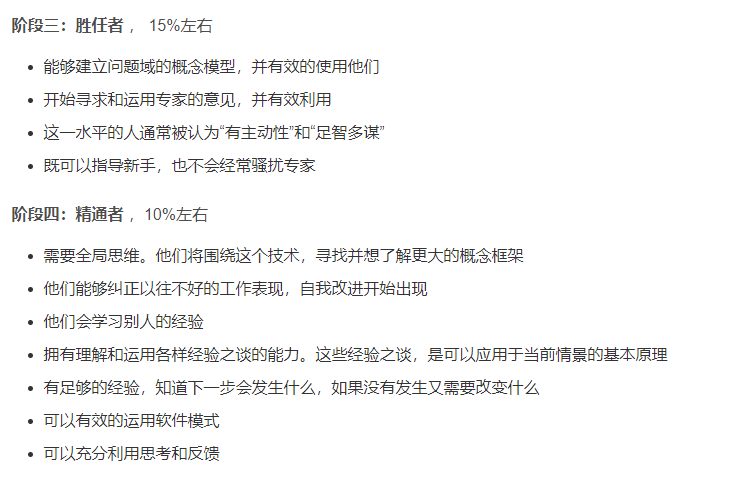 阶段三：胜任者 ， 15%左右
能够建立问题域的概念模型，并有效的使用他们
开始寻求和运用专家的意见，并有效利用
这一水平的人通常被认为“有主动性”和“足智多谋”
既可以指导新手，也不会经常骚扰专家
阶段四：精通者 ，10%左右
需要全局思维。他们将围绕这个技术，寻找并想了解更大的概念框架
他们能够纠正以往不好的工作表现，自我改进开始出现
他们会学习别人的经验
拥有理解和运用各样经验之谈的能力。这些经验之谈，是可以应用于当前情景的基本原理
有足够的经验，知道下一步会发生什么，如果没有发生又需要改变什么
可以有效的运用软件模式
可以充分利用思考和反馈